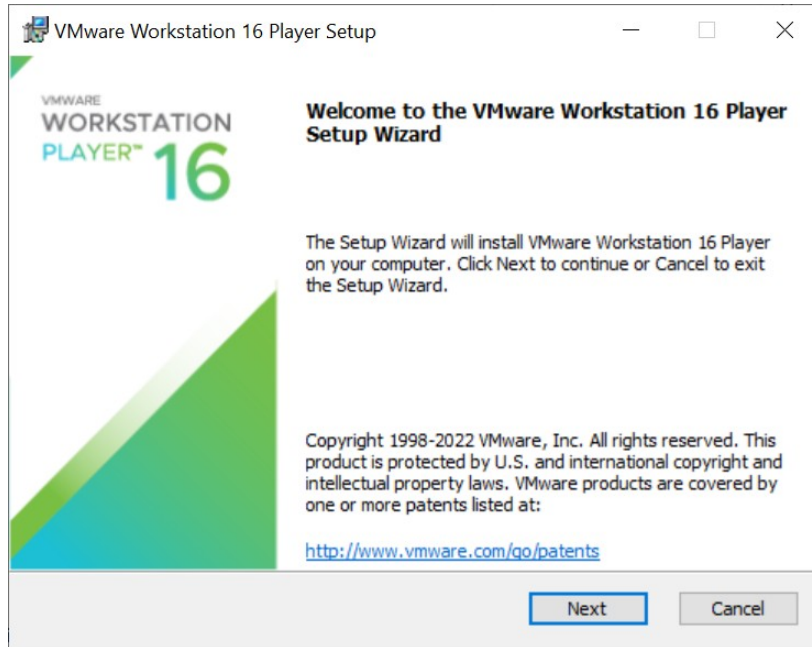 VMware Workstation 16 Player Setup
VMWARE
WORKSTATION
PLAYER™ 16
Welcome to the VMware Workstation 16 Player
Setup Wizard
The Setup Wizard will install VMware Workstation 16 Player
on your computer. Click Next to continue or Cancel to exit
the Setup Wizard.
Copyright 1998-2022 VMware, Inc. All rights reserved. This
product is protected by U.S. and international copyright and
intellectual property laws. VMware products are covered by
one or more patents listed at:
http://www.vmware.com/go/patents
Next Cancel